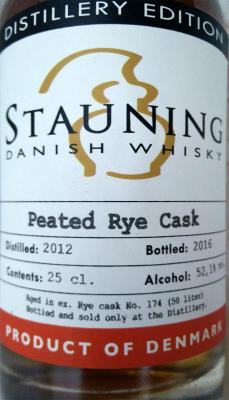 DISTILLERY EDITION
STAUNING
DANISH WHISKY
Peated Rye Cask
Distilled: 2012 Bottled: 2016
Contents: 25 cl. Alcohol: 52,1%
Aged in ex. Rye cask No. 174 (50 liter)
Bottled and sold only at the Distillery.
PRODUCT OF DENMARK